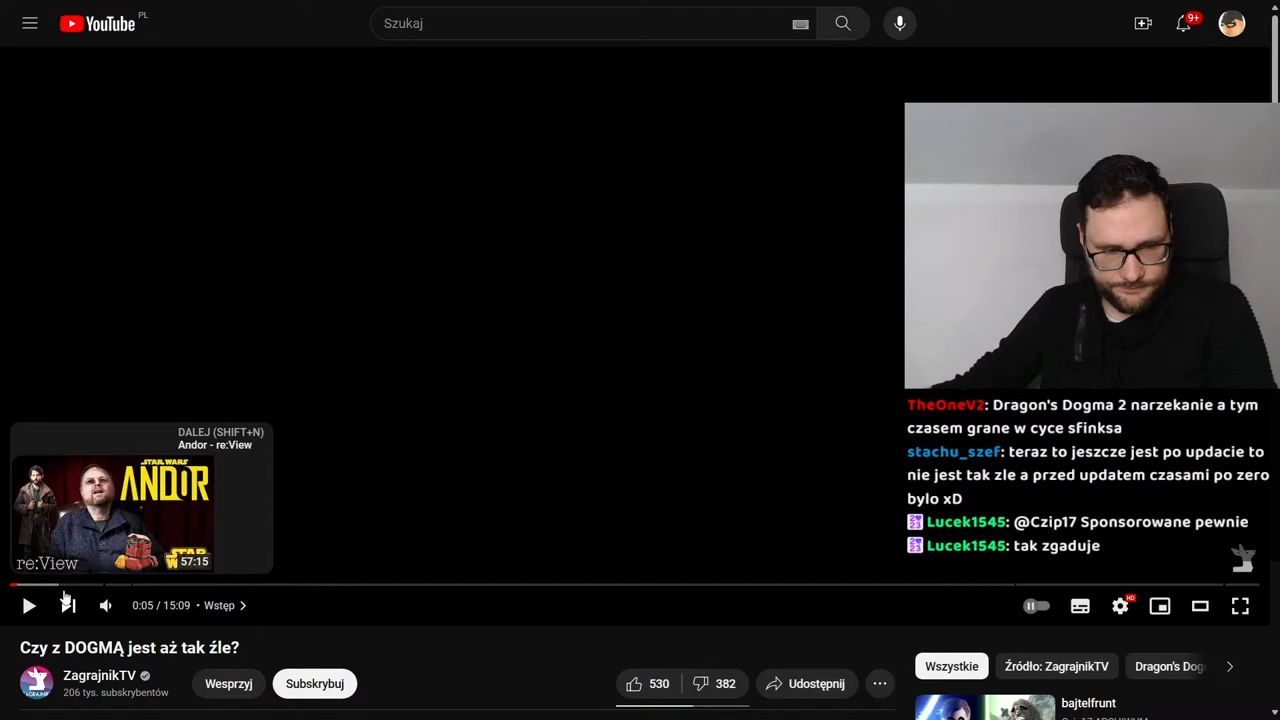 YouTube PL
Szukaj
9+
TheOneV2: Dragon's Dogma 2 narzekanie a tym
czasem grane w cyce sfinksa
stachu_szef: teraz to jeszcze jest po updacie to
nie jest tak zle a przed updatem czasami po zero
bylo xD
Lucek1545: @Czip17 Sponsorowane pewnie
Lucek1545: tak zgaduje
DALEJ (SHIFT+N)
Andor - re:View
STAR WARS
ANDOR
re:View
57:15
0:05 / 15:09 • Wstęp
HD
Czy z DOGMĄ jest aż tak źle?
ZagrajnikTV
206 tys. subskrybentów
Wesprzyj
Subskrybuj
530
382
Udostępnij
Wszystkie
Źródło: ZagrajnikTV
Dragon's Dog
bajtelfrunt